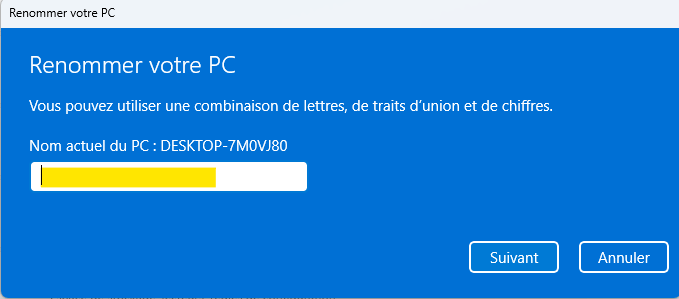 Renommer votre PC
Renommer votre PC
Vous pouvez utiliser une combinaison de lettres, de traits d’union et de chiffres.
Nom actuel du PC : DESKTOP-7M0VJ80
Suivant
Annuler